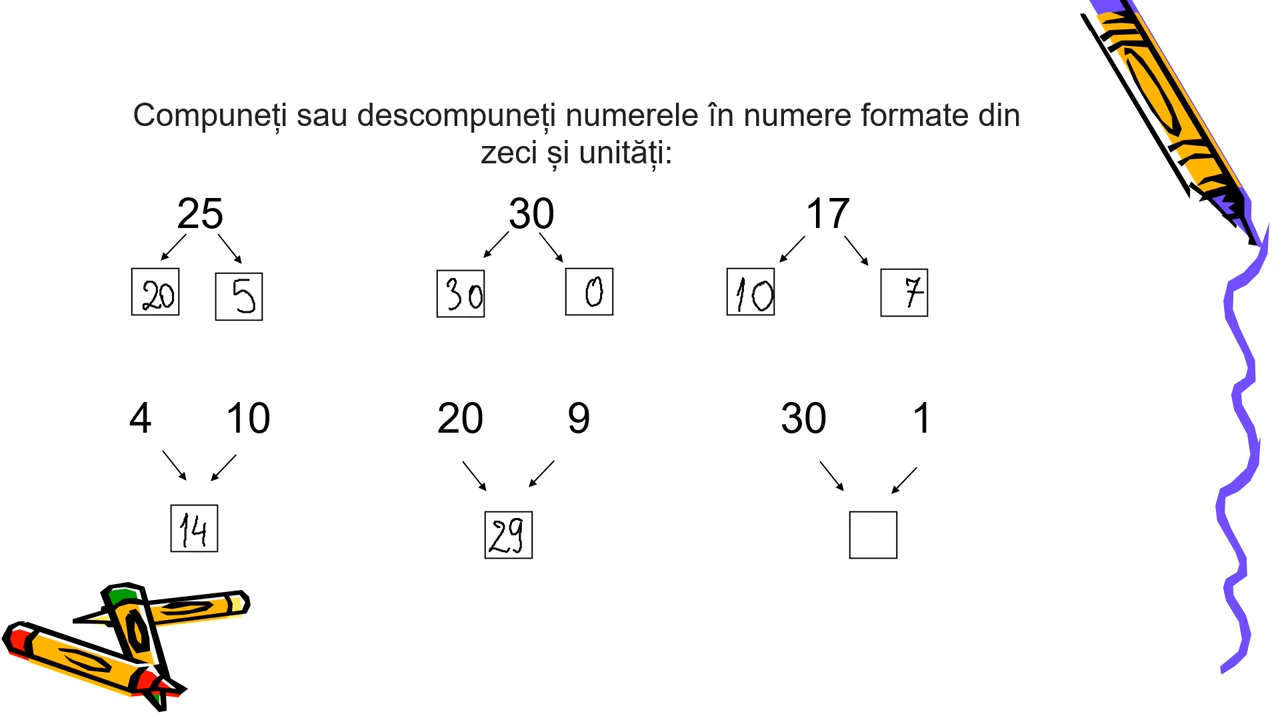 Compuneți sau descompuneți numerele în numere formate din
zeci și unități:
25 30 17
20 5 30 0 10 7
4 10 20 9 30 1
14 29